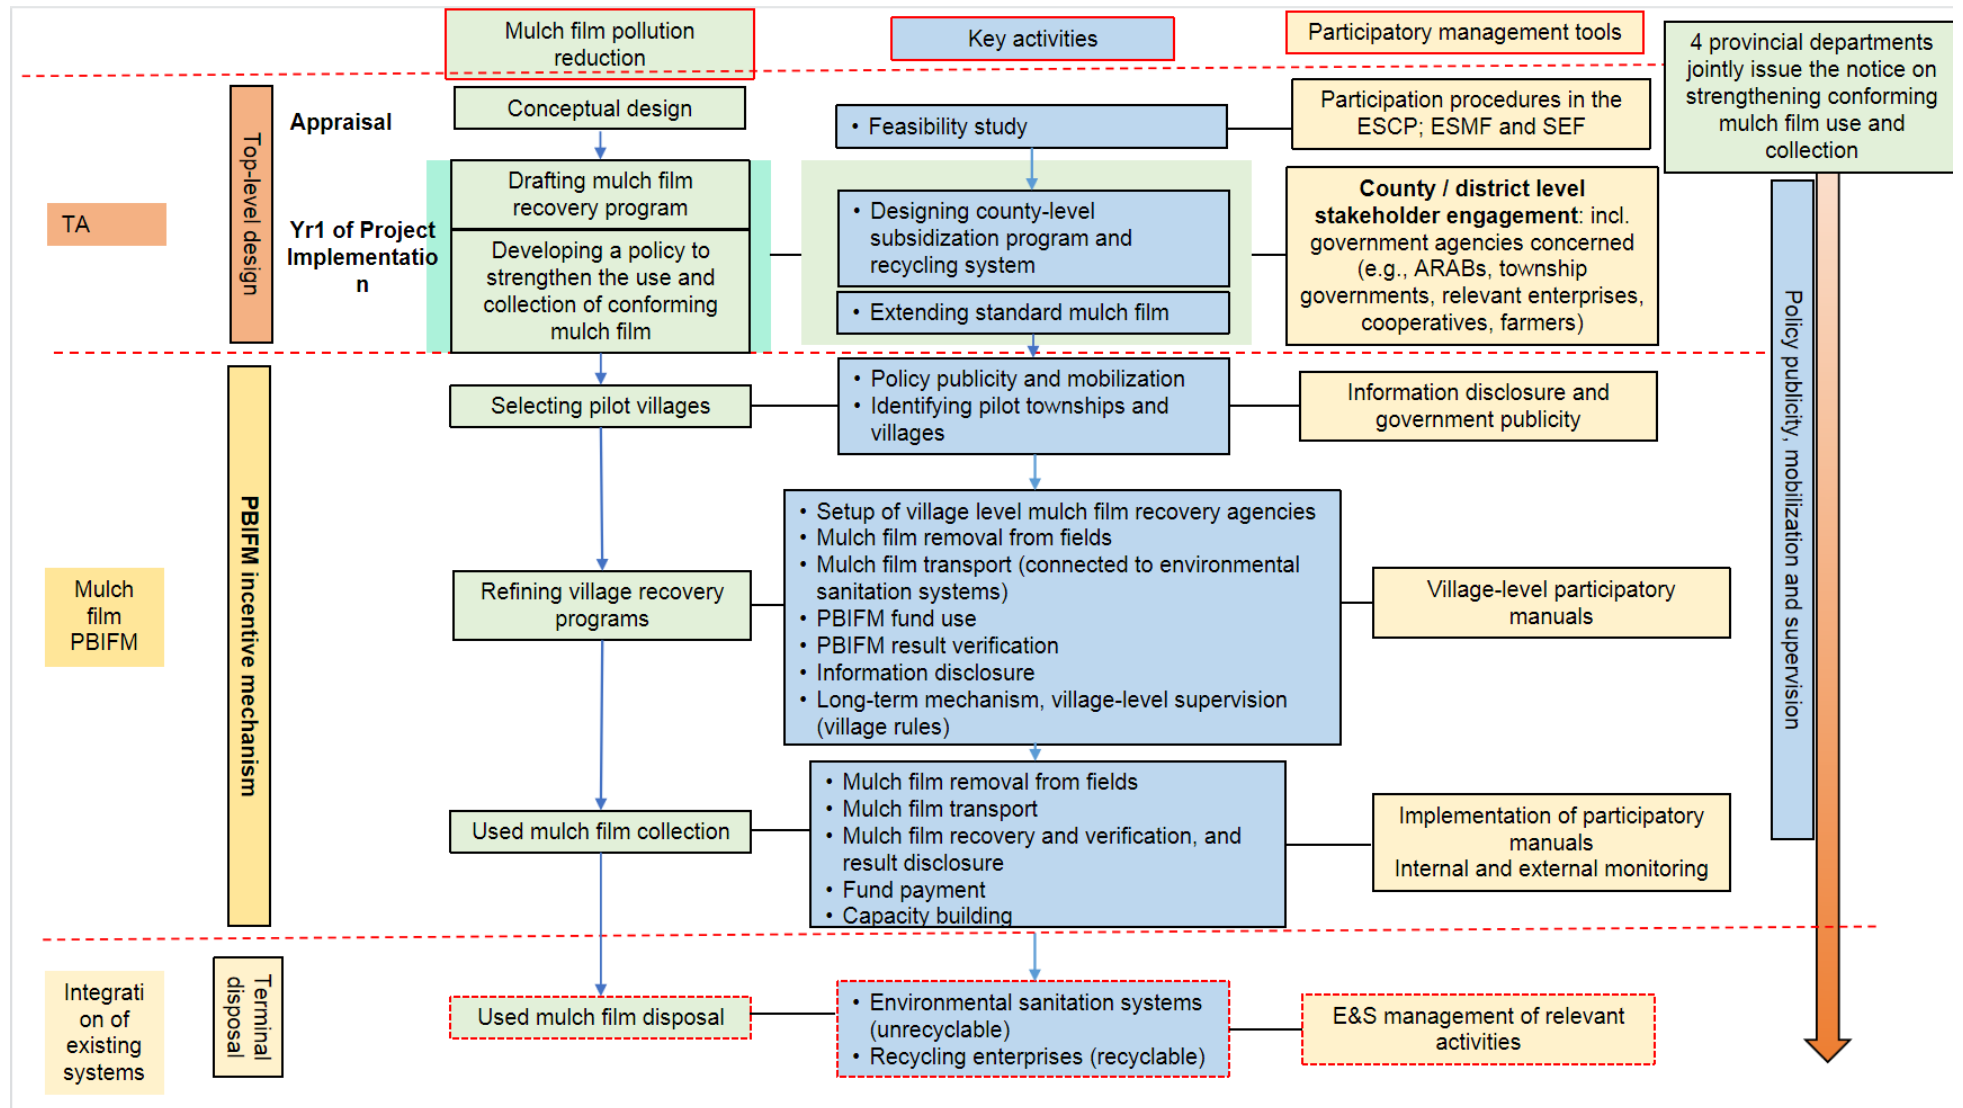 Mulch film pollution
reduction
Key activities
Participatory management tools
4 provincial departments
jointly issue the notice on
strengthening conforming
mulch film use and
collection
TA
Top-level design
Appraisal
Yr1 of Project
Implementatio
n
Conceptual design
Drafting mulch film
recovery program
Developing a policy to
strengthen the use and
collection of conforming
mulch film
• Feasibility study
• Designing county-level
subsidization program and
recycling system
• Extending standard mulch film
Participation procedures in the
ESCP; ESMF and SEF
County / district level
stakeholder engagement: incl.
government agencies concerned
(e.g., ARABs, township
governments, relevant enterprises,
cooperatives, farmers)
Policy publicity, mobilization and supervision
Mulch
film
PBIFM
PBIFM incentive mechanism
Selecting pilot villages
• Policy publicity and mobilization
• Identifying pilot townships and
villages
Information disclosure and
government publicity
Refining village recovery
programs
• Setup of village level mulch film recovery agencies
• Mulch film removal from fields
• Mulch film transport (connected to environmental
sanitation systems)
• PBIFM fund use
• PBIFM result verification
• Information disclosure
• Long-term mechanism, village-level supervision
(village rules)
Village-level participatory
manuals
Used mulch film collection
• Mulch film removal from fields
• Mulch film transport
• Mulch film recovery and verification, and
result disclosure
• Fund payment
• Capacity building
Implementation of participatory
manuals
Internal and external monitoring
Integrati
on of
existing
systems
Terminal
disposal
Used mulch film disposal
• Environmental sanitation systems
(unrecyclable)
• Recycling enterprises (recyclable)
E&S management of relevant
activities